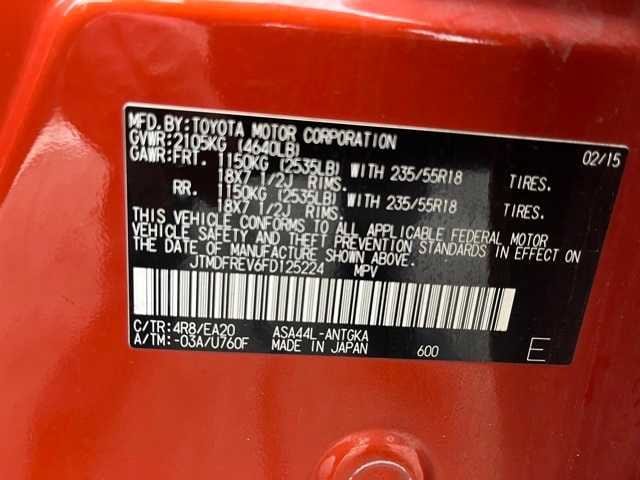 MFD. BY: TOYOTA MOTOR CORPORATION 02/15
GVWR: 2105KG (4640LB)
GAWR: FRT. 1150KG (2535LB) WITH 235/55R18 TIRES.
18X7 1/2J RIMS.
RR. 1150KG (2535LB) WITH 235/55R18 TIRES.
18X7 1/2J RIMS.
THIS VEHICLE CONFORMS TO ALL APPLICABLE FEDERAL MOTOR
VEHICLE SAFETY AND THEFT PREVENTION STANDARDS IN EFFECT ON
THE DATE OF MANUFACTURE SHOWN ABOVE.
JTMDFREV6FD125224 MPV
C/TR: 4R8/EA20 ASA44L-ANTGKA
A/TM: -03A/U760F MADE IN JAPAN 600 E